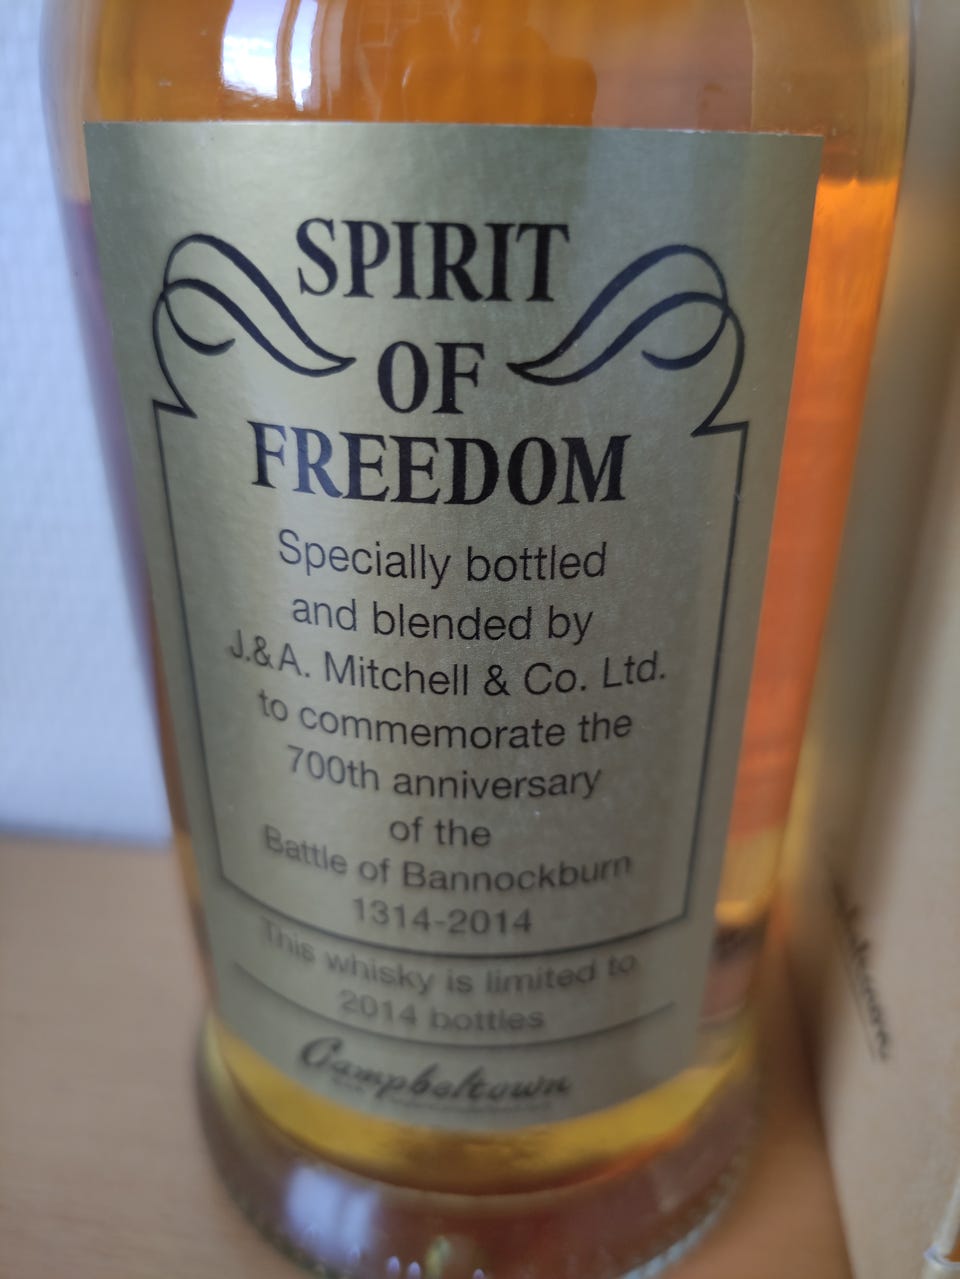 SPIRIT
OF
FREEDOM
Specially bottled
and blended by
J.&A. Mitchell & Co. Ltd.
to commemorate the
700th anniversary
of the
Battle of Bannockburn
1314-2014
This whisky is limited to
2014 bottles
Campbeltown